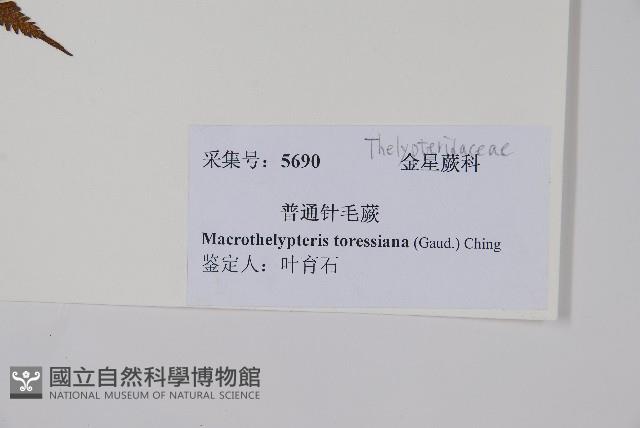 Thelypteridaceae
采集号：5690 金星蕨科
普通针毛蕨
Macrothelypteris toressiana (Gaud.) Ching
鉴定人：叶育石
國立自然科學博物館
NATIONAL MUSEUM OF NATURAL SCIENCE